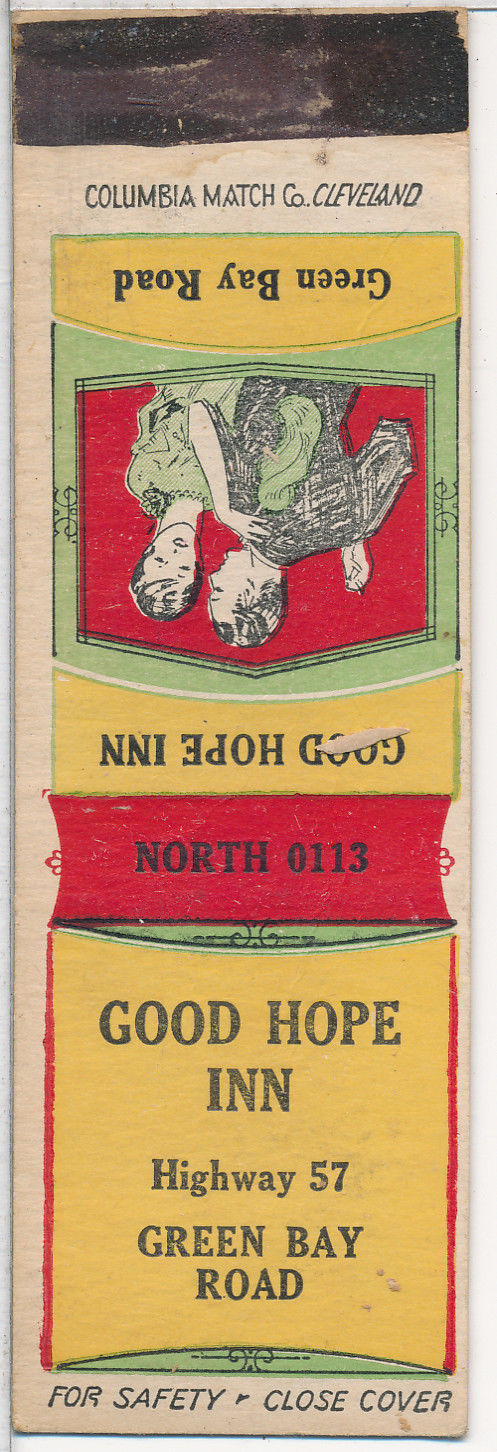 COLUMBIA MATCH Co. CLEVELAND
Green Bay Road
GOOD HOPE INN
NORTH 0113
GOOD HOPE
INN
Highway 57
GREEN BAY
ROAD
FOR SAFETY - CLOSE COVER